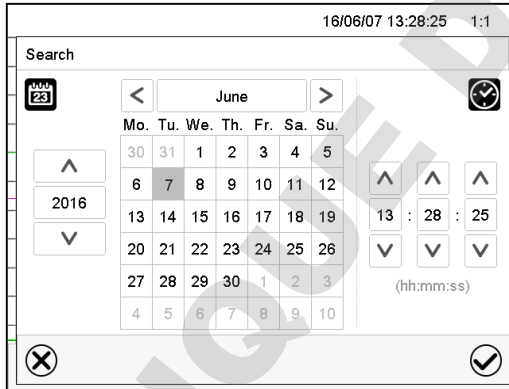 16/06/07 13:28:25 1:1
Search
23
< June >
Mo. Tu. We. Th. Fr. Sa. Su.
30 31 1 2 3 4 5
6 7 8 9 10 11 12
2016
13 14 15 16 17 18 19
13 : 28 : 25
20 21 22 23 24 25 26
27 28 29 30 1 2 3
(hh:mm:ss)
4 5 6 7 8 9 10